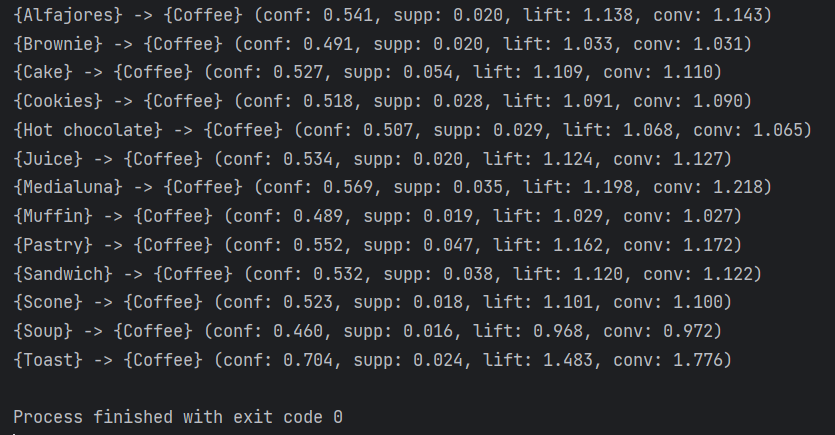 {Alfajores} -> {Coffee} (conf: 0.541, supp: 0.020, lift: 1.138, conv: 1.143)
{Brownie} -> {Coffee} (conf: 0.491, supp: 0.020, lift: 1.033, conv: 1.031)
{Cake} -> {Coffee} (conf: 0.527, supp: 0.054, lift: 1.109, conv: 1.110)
{Cookies} -> {Coffee} (conf: 0.518, supp: 0.028, lift: 1.091, conv: 1.090)
{Hot chocolate} -> {Coffee} (conf: 0.507, supp: 0.029, lift: 1.068, conv: 1.065)
{Juice} -> {Coffee} (conf: 0.534, supp: 0.020, lift: 1.124, conv: 1.127)
{Medialuna} -> {Coffee} (conf: 0.569, supp: 0.035, lift: 1.198, conv: 1.218)
{Muffin} -> {Coffee} (conf: 0.489, supp: 0.019, lift: 1.029, conv: 1.027)
{Pastry} -> {Coffee} (conf: 0.552, supp: 0.047, lift: 1.162, conv: 1.172)
{Sandwich} -> {Coffee} (conf: 0.532, supp: 0.038, lift: 1.120, conv: 1.122)
{Scone} -> {Coffee} (conf: 0.523, supp: 0.018, lift: 1.101, conv: 1.100)
{Soup} -> {Coffee} (conf: 0.460, supp: 0.016, lift: 0.968, conv: 0.972)
{Toast} -> {Coffee} (conf: 0.704, supp: 0.024, lift: 1.483, conv: 1.776)
Process finished with exit code 0